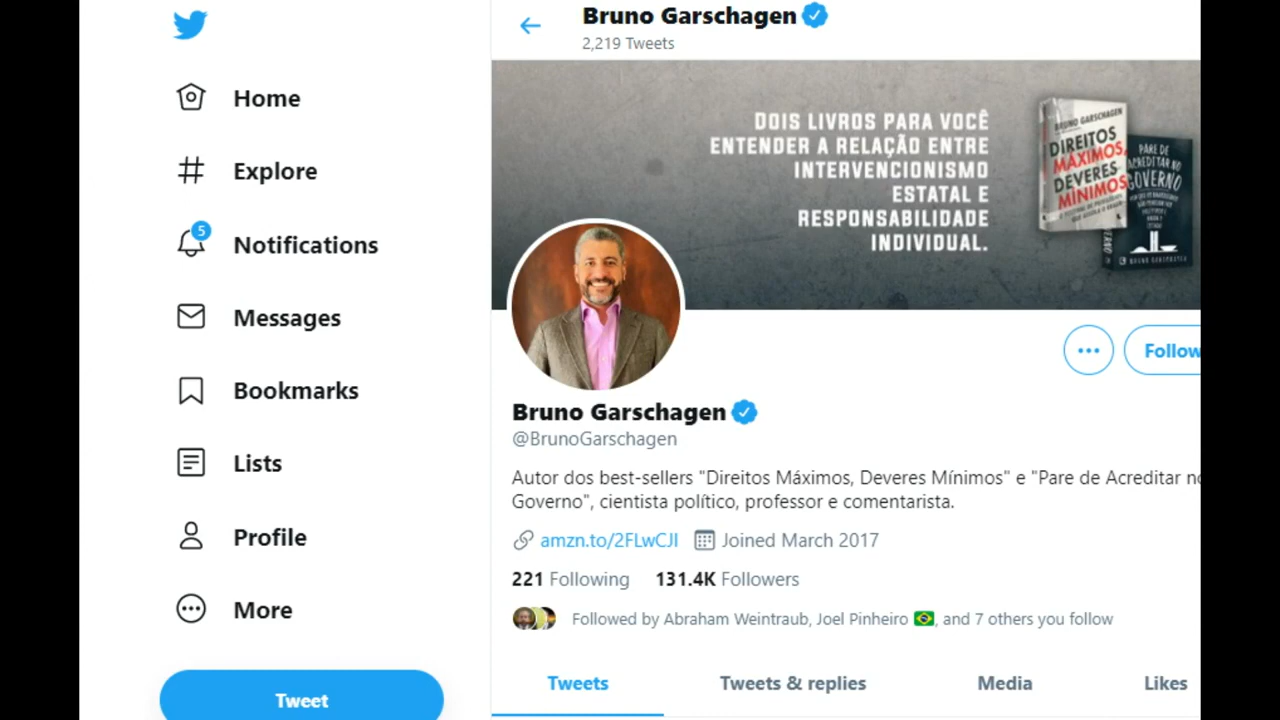 Home
Explore
5
Notifications
Messages
Bookmarks
Lists
Profile
More
Tweet
Bruno Garschagen
2,219 Tweets
DOIS LIVROS PARA VOCÊ
ENTENDER A RELAÇÃO ENTRE
INTERVENCIONISMO
ESTATAL E
RESPONSABILIDADE
INDIVIDUAL.
BRUNO GARSCHAGEN
DIREITOS
MÁXIMOS,
DEVERES
MÍNIMOS
PARE DE
ACREDITAR NO
GOVERNO
BRUNO GARSCHAGEN
Follow
Bruno Garschagen
@BrunoGarschagen
Autor dos best-sellers "Direitos Máximos, Deveres Mínimos" e "Pare de Acreditar no
Governo", cientista político, professor e comentarista.
amzn.to/2FLwCJI Joined March 2017
221 Following 131.4K Followers
Followed by Abraham Weintraub, Joel Pinheiro 🇧🇷, and 7 others you follow
Tweets Tweets & replies Media Likes